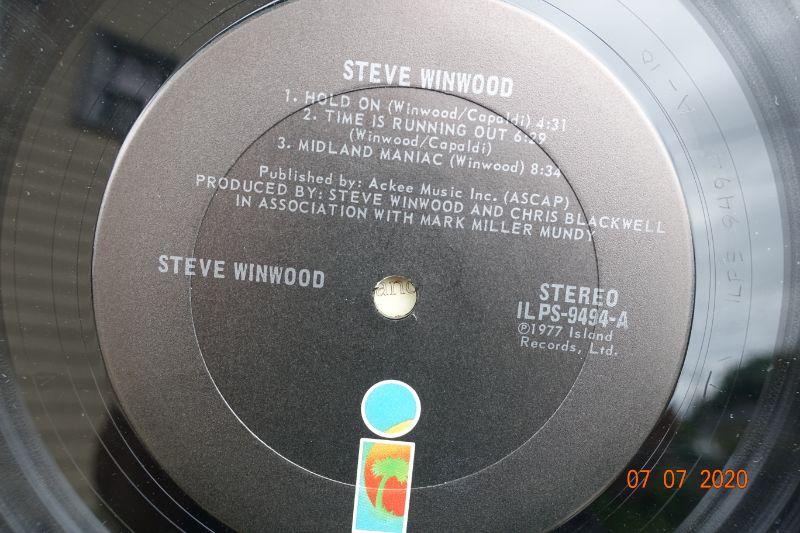 STEVE WINWOOD
1. HOLD ON (Winwood/Capaldi) 4:31
2. TIME IS RUNNING OUT 6:29
(Winwood/Capaldi)
3. MIDLAND MANIAC (Winwood) 8:34
Published by: Ackee Music Inc. (ASCAP)
PRODUCED BY: STEVE WINWOOD AND CHRIS BLACKWELL
IN ASSOCIATION WITH MARK MILLER MUNDY
STEVE WINWOOD
STEREO
ILPS-9494-A
℗1977 Island
Records, Ltd.
07 07 2020